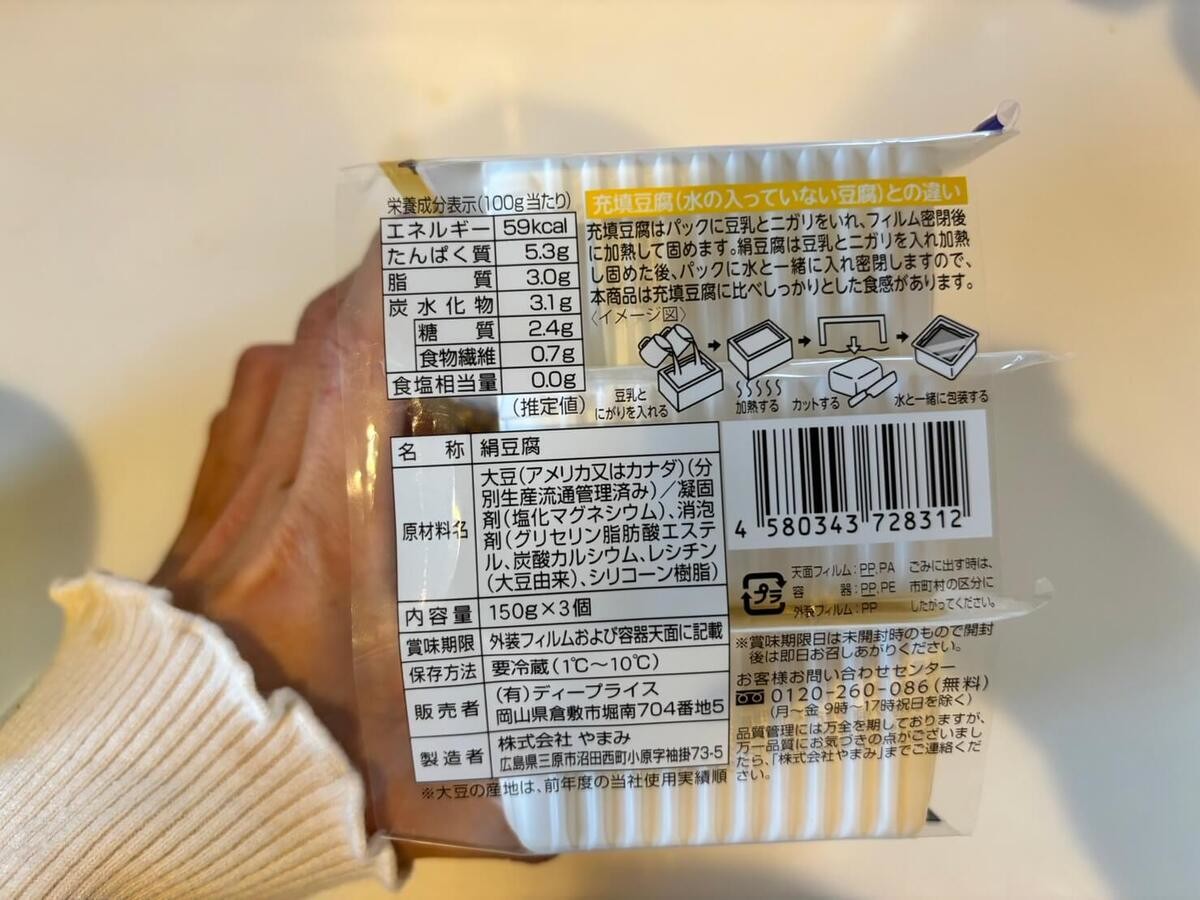 栄養成分表示(100g当たり)
エネルギー 59kcal
たんぱく質 5.3g
脂質 3.0g
炭水化物 3.1g
糖質 2.4g
食物繊維 0.7g
食塩相当量 0.0g
(推定値)
充填豆腐(水の入っていない豆腐)との違い
充填豆腐はパックに豆乳とニガリをいれ、フィルム密閉後
に加熱して固めます。絹豆腐は豆乳とニガリを入れ加熱
し固めた後、パックに水と一緒に入れ密閉しますので、
本商品は充填豆腐に比べしっかりとした食感があります。
〈イメージ図〉
豆乳と
にがりを入れる
加熱する
カットする
水と一緒に包装する
名称 絹豆腐
原材料名
大豆(アメリカ又はカナダ)(分
別生産流通管理済み)/凝固
剤(塩化マグネシウム)、消泡
剤(グリセリン脂肪酸エステ
ル、炭酸カルシウム、レシチン
(大豆由来)、シリコーン樹脂)
内容量 150g×3個
賞味期限 外装フィルムおよび容器天面に記載
保存方法 要冷蔵(1℃〜10℃)
販売者
(有)ディープライス
岡山県倉敷市堀南704番地5
製造者
株式会社 やまみ
広島県三原市沼田西町小原字袖掛73-5
※大豆の産地は、前年度の当社使用実績順
4 580343 728312
プラ
天面フィルム:PP,PA
容器:PP,PE
外装フィルム:PP
ごみに出す時は、
市町村の区分に
したがってください。
※賞味期限日は未開封時のもので開封
後は即日お召しあがりください。
お客様お問い合わせセンター
0120-260-086(無料)
(月〜金 9時〜17時祝日を除く)
品質管理には万全を期しておりますが、
万一品質にお気づきの点がございまし
たら、「株式会社やまみ」までご連絡くだ
さい。